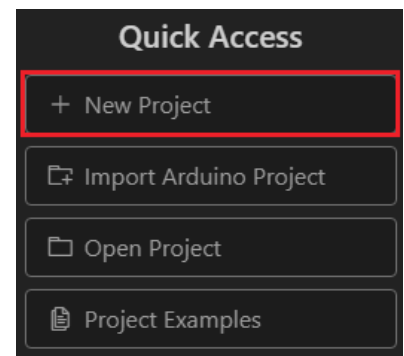 Quick Access
New Project
Import Arduino Project
Open Project
Project Examples